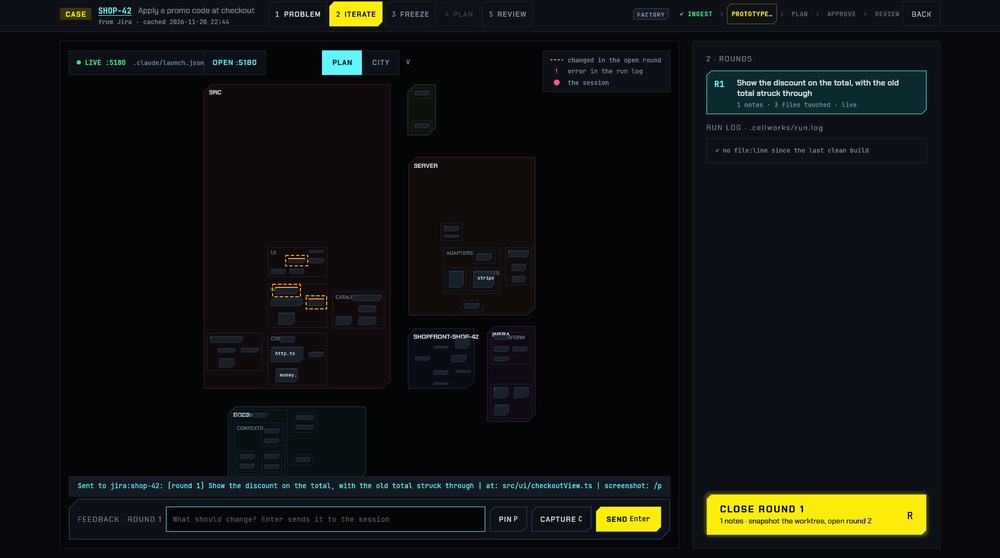 CASE SHOP-42 Apply a promo code at checkout
from Jira · cached 2026-11-20 22:44
1 PROBLEM 2 ITERATE 3 FREEZE 4 PLAN 5 REVIEW
FACTORY ✔ INGEST › PROTOTYPE… › PLAN › APPROVE › REVIEW BACK
LIVE :5180 .claude/launch.json OPEN :5180
PLAN CITY V
changed in the open round
! error in the run log
the session
SRC
SERVER
UI
ADAPTERS
stripe
CATALO
http.ts
money.
SHOPFRONT-SHOP-42
INFRA
DOCS
CONTEXTS
Sent to jira:shop-42: [round 1] Show the discount on the total, with the old total struck through | at: src/ui/checkoutView.ts | screenshot: /p
FEEDBACK · ROUND 1 What should change? Enter sends it to the session PIN P CAPTURE C SEND Enter
2 · ROUNDS
R1 Show the discount on the total, with the old
total struck through
1 notes · 3 files touched · live
RUN LOG · .cellworks/run.log
✔ no file:line since the last clean build
CLOSE ROUND 1
1 notes · snapshot the worktree, open round 2
R